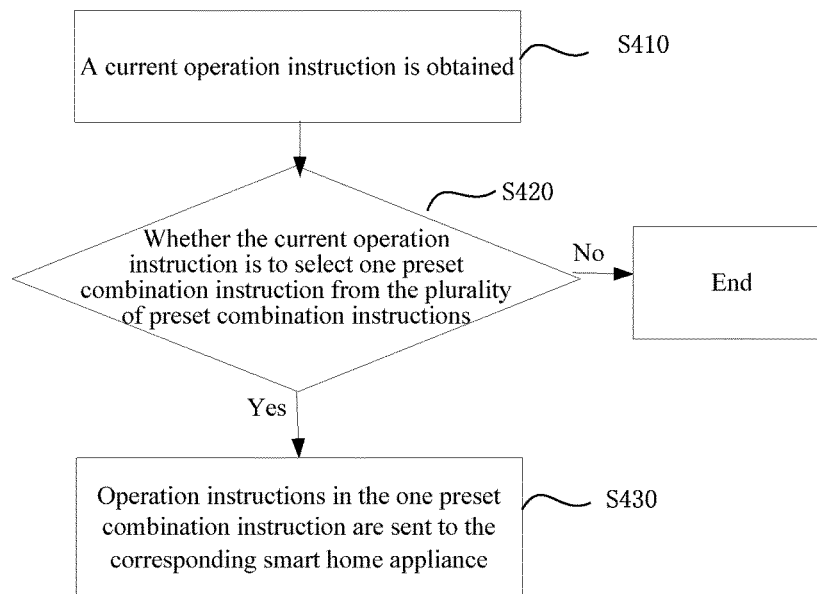 A current operation instruction is obtained
S410
S420
Whether the current operation
instruction is to select one preset
combination instruction from the plurality
of preset combination instructions
No
End
Yes
Operation instructions in the one preset
combination instruction are sent to the
corresponding smart home appliance
S430